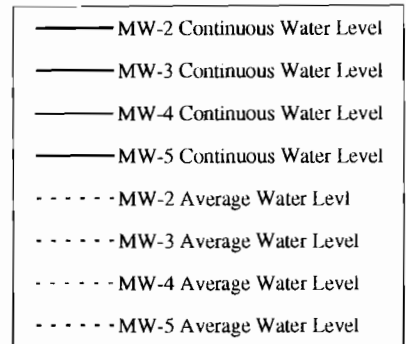 MW-2 Continuous Water Level
MW-3 Continuous Water Level
MW-4 Continuous Water Level
MW-5 Continuous Water Level
MW-2 Average Water Levl
MW-3 Average Water Level
MW-4 Average Water Level
MW-5 Average Water Level